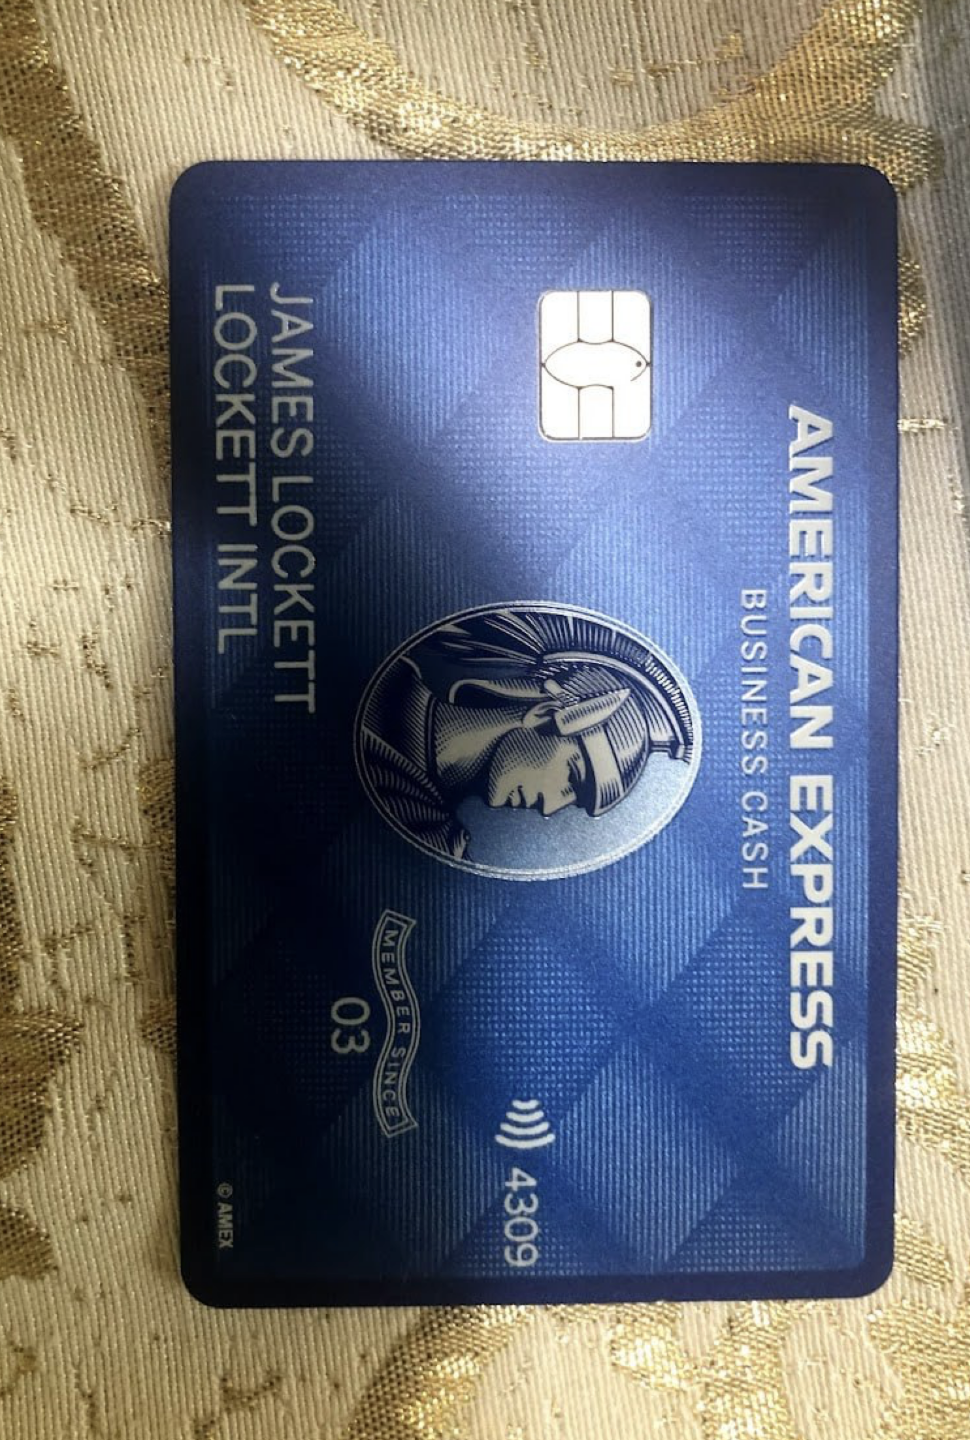 AMERICAN EXPRESS
BUSINESS CASH
4309
MEMBER SINCE
03
JAMES LOCKETT
LOCKETT INTL
© AMEX